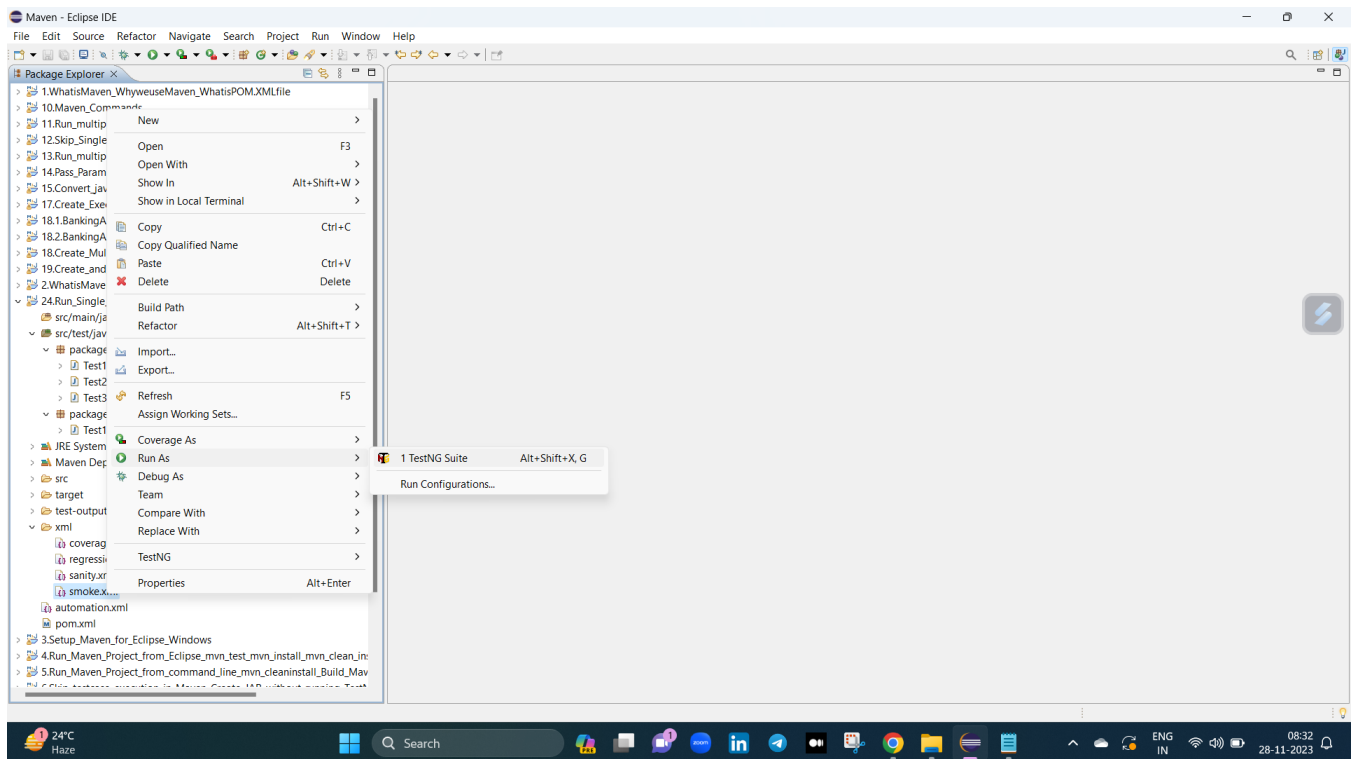 Maven - Eclipse IDE
File Edit Source Refactor Navigate Search Project Run Window Help
Package Explorer
1.WhatisMaven_WhyweuseMaven_WhatisPOM.XMLfile
10.Maven_Commands
11.Run_multip
12.Skip_Single
13.Run_multip
14.Pass_Param
15.Convert_jav
17.Create_Exe
18.1.BankingA
18.2.BankingA
18.Create_Mul
19.Create_and
2.WhatisMave
24.Run_Single_
src/main/ja
src/test/jav
package
Test1
Test2
Test3
package
Test1
JRE System
Maven Dep
src
target
test-output
xml
coverag
regressi
sanity.xr
smoke.x
automation.xml
pom.xml
3.Setup_Maven_for_Eclipse_Windows
4.Run_Maven_Project_from_Eclipse_mvn_test_mvn_install_mvn_clean_in
5.Run_Maven_Project_from_command_line_mvn_cleaninstall_Build_Mav
New
Open F3
Open With
Show In Alt+Shift+W
Show in Local Terminal
Copy Ctrl+C
Copy Qualified Name
Paste Ctrl+V
Delete Delete
Build Path
Refactor Alt+Shift+T
Import...
Export...
Refresh F5
Assign Working Sets...
Coverage As
Run As
Debug As
Team
Compare With
Replace With
TestNG
Properties Alt+Enter
1 TestNG Suite Alt+Shift+X, G
Run Configurations...
1
24°C
Haze
Search
PRE
1
zoom
in
ENG
IN
08:32
28-11-2023